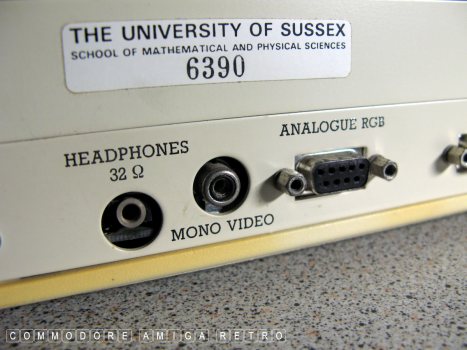 THE UNIVERSITY OF SUSSEX
SCHOOL OF MATHEMATICAL AND PHYSICAL SCIENCES
6390
ANALOGUE RGB
HEADPHONES
32 Ω
MONO VIDEO
COMMODORE AMIGA RETRO